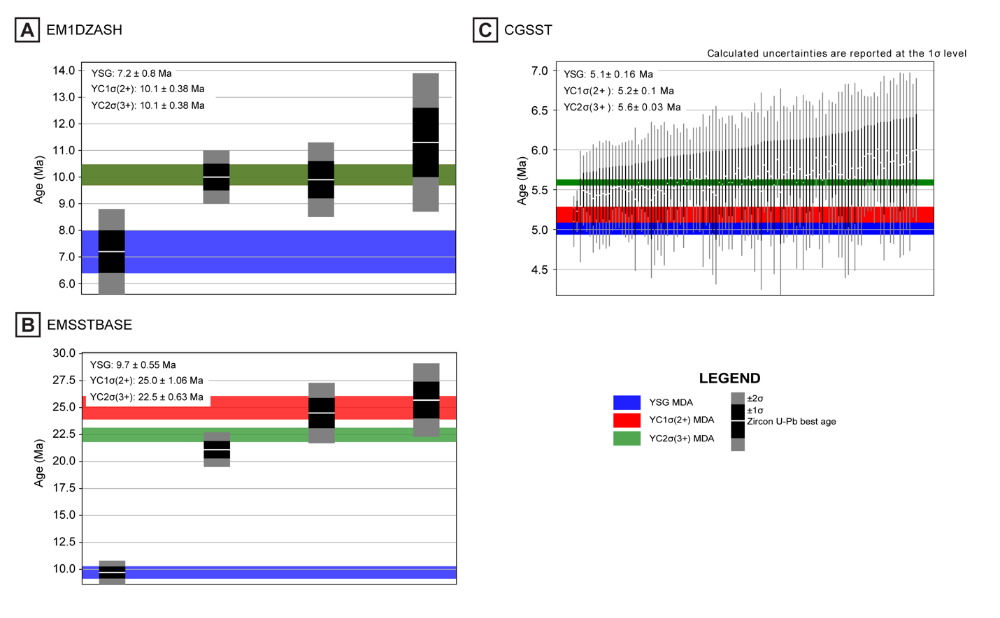 A EM1DZASH
YSG: 7.2 ± 0.8 Ma
YC1σ(2+): 10.1 ± 0.38 Ma
YC2σ(3+): 10.1 ± 0.38 Ma
14.0
13.0
12.0
11.0
10.0
9.0
8.0
7.0
6.0
Age (Ma)
B EMSSTBASE
YSG: 9.7 ± 0.55 Ma
YC1σ(2+): 25.0 ± 1.06 Ma
YC2σ(3+): 22.5 ± 0.63 Ma
30.0
27.5
25.0
22.5
20.0
17.5
15.0
12.5
10.0
Age (Ma)
C CGSST
Calculated uncertainties are reported at the 1σ level
YSG: 5.1± 0.16 Ma
YC1σ(2+ ): 5.2± 0.1 Ma
YC2σ(3+ ): 5.6± 0.03 Ma
7.0
6.5
6.0
5.5
5.0
4.5
Age (Ma)
LEGEND
YSG MDA
YC1σ(2+) MDA
YC2σ(3+) MDA
±2σ
±1σ
Zircon U-Pb best age